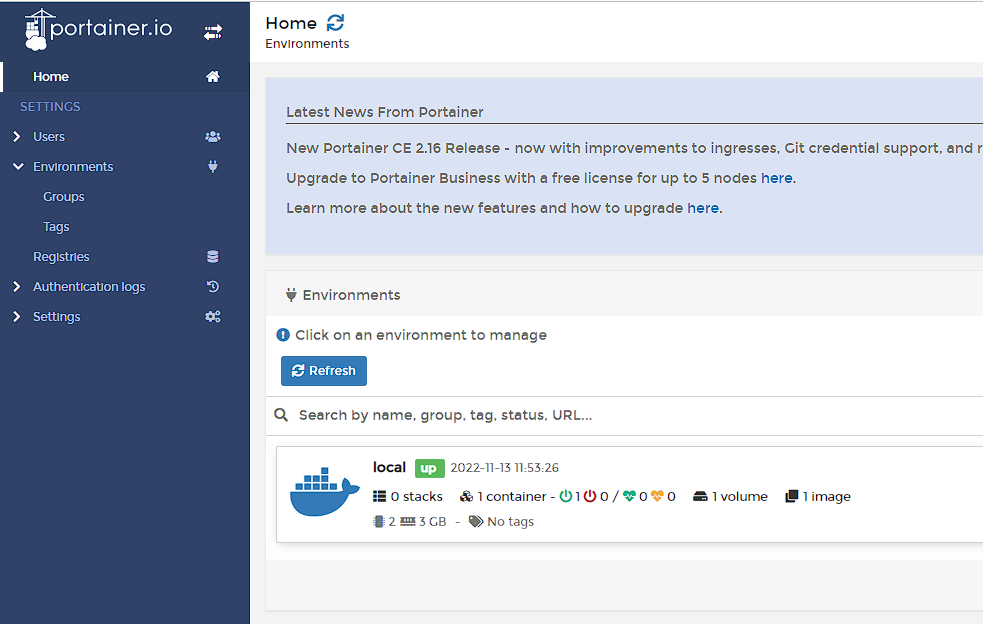 portainer.io
Home
SETTINGS
Users
Environments
Groups
Tags
Registries
Authentication logs
Settings
Home
Environments
Latest News From Portainer
New Portainer CE 2.16 Release - now with improvements to ingresses, Git credential support, and
Upgrade to Portainer Business with a free license for up to 5 nodes here.
Learn more about the new features and how to upgrade here.
Environments
Click on an environment to manage
Refresh
Search by name, group, tag, status, URL...
local up 2022-11-13 11:53:26
0 stacks 1 container - 1 0 / 0 0 1 volume 1 image
2 3 GB - No tags